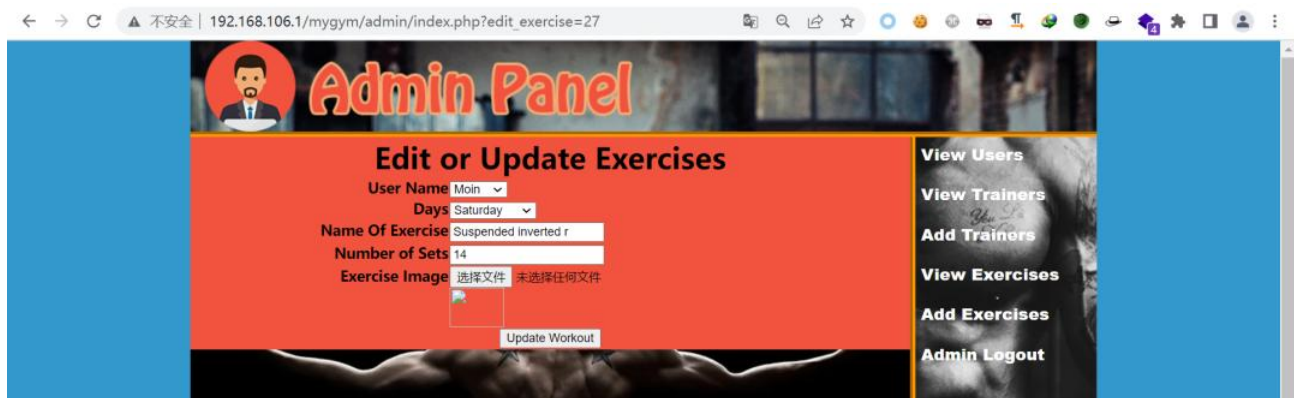 不安全 | 192.168.106.1/mygym/admin/index.php?edit_exercise=27
4
Admin Panel
Edit or Update Exercises
User Name Moin
Days Saturday
Name Of Exercise Suspended inverted r
Number of Sets 14
Exercise Image 选择文件 未选择任何文件
Update Workout
View Users
View Trainers
Add Trainers
View Exercises
Add Exercises
Admin Logout